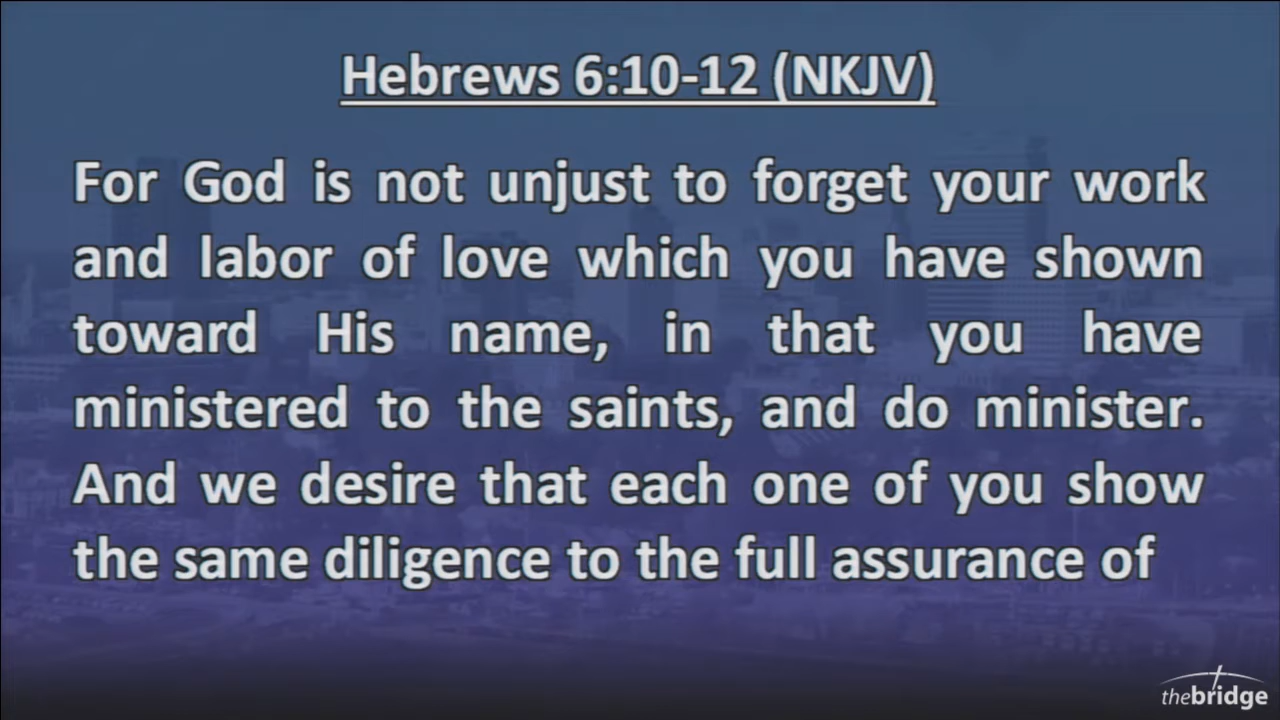 Hebrews 6:10-12 (NKJV)
For God is not unjust to forget your work
and labor of love which you have shown
toward His name, in that you have
ministered to the saints, and do minister.
And we desire that each one of you show
the same diligence to the full assurance of
thebridge